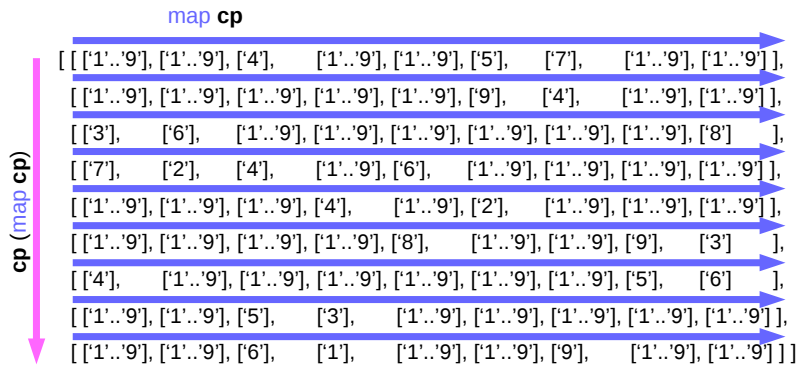 map cp
[ [ [‘1’..’9’], [‘1’..’9’], [‘4’], [‘1’..’9’], [‘1’..’9’], [‘5’], [‘7’], [‘1’..’9’], [‘1’..’9’] ],
[ [‘1’..’9’], [‘1’..’9’], [‘1’..’9’], [‘1’..’9’], [‘1’..’9’], [‘9’], [‘4’], [‘1’..’9’], [‘1’..’9’] ],
[ [‘3’], [‘6’], [‘1’..’9’], [‘1’..’9’], [‘1’..’9’], [‘1’..’9’], [‘1’..’9’], [‘1’..’9’], [‘8’] ],
[ [‘7’], [‘2’], [‘4’], [‘1’..’9’], [‘6’], [‘1’..’9’], [‘1’..’9’], [‘1’..’9’], [‘1’..’9’] ],
[ [‘1’..’9’], [‘1’..’9’], [‘1’..’9’], [‘4’], [‘1’..’9’], [‘2’], [‘1’..’9’], [‘1’..’9’], [‘1’..’9’] ],
[ [‘1’..’9’], [‘1’..’9’], [‘1’..’9’], [‘1’..’9’], [‘8’], [‘1’..’9’], [‘1’..’9’], [‘9’], [‘3’] ],
[ [‘4’], [‘1’..’9’], [‘1’..’9’], [‘1’..’9’], [‘1’..’9’], [‘1’..’9’], [‘1’..’9’], [‘5’], [‘6’] ],
[ [‘1’..’9’], [‘1’..’9’], [‘5’], [‘3’], [‘1’..’9’], [‘1’..’9’], [‘1’..’9’], [‘1’..’9’], [‘1’..’9’] ],
[ [‘1’..’9’], [‘1’..’9’], [‘6’], [‘1’], [‘1’..’9’], [‘1’..’9’], [‘9’], [‘1’..’9’], [‘1’..’9’] ] ]
cp (map cp)